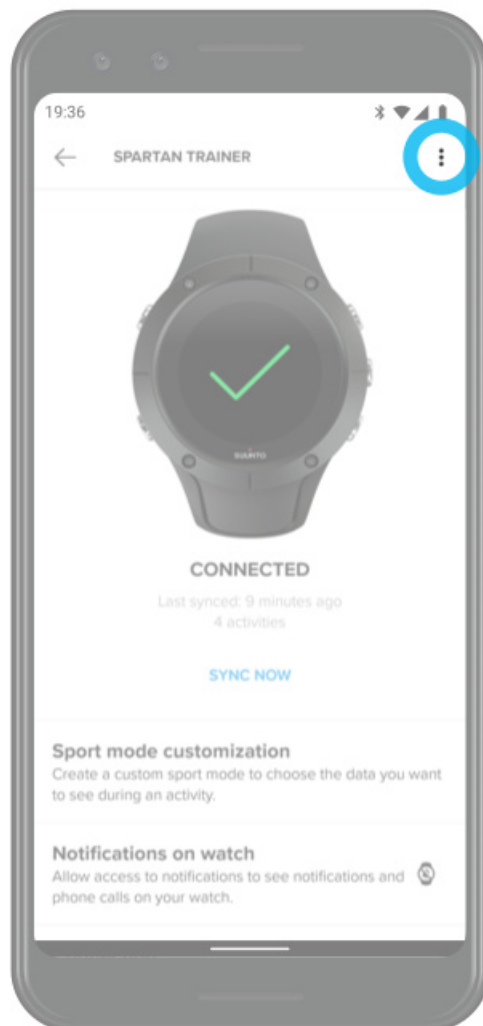 19:36
SPARTAN TRAINER
SUUNTO
CONNECTED
Last synced: 9 minutes ago
4 activities
SYNC NOW
Sport mode customization
Create a custom sport mode to choose the data you want
to see during an activity.
Notifications on watch
Allow access to notifications to see notifications and
phone calls on your watch.